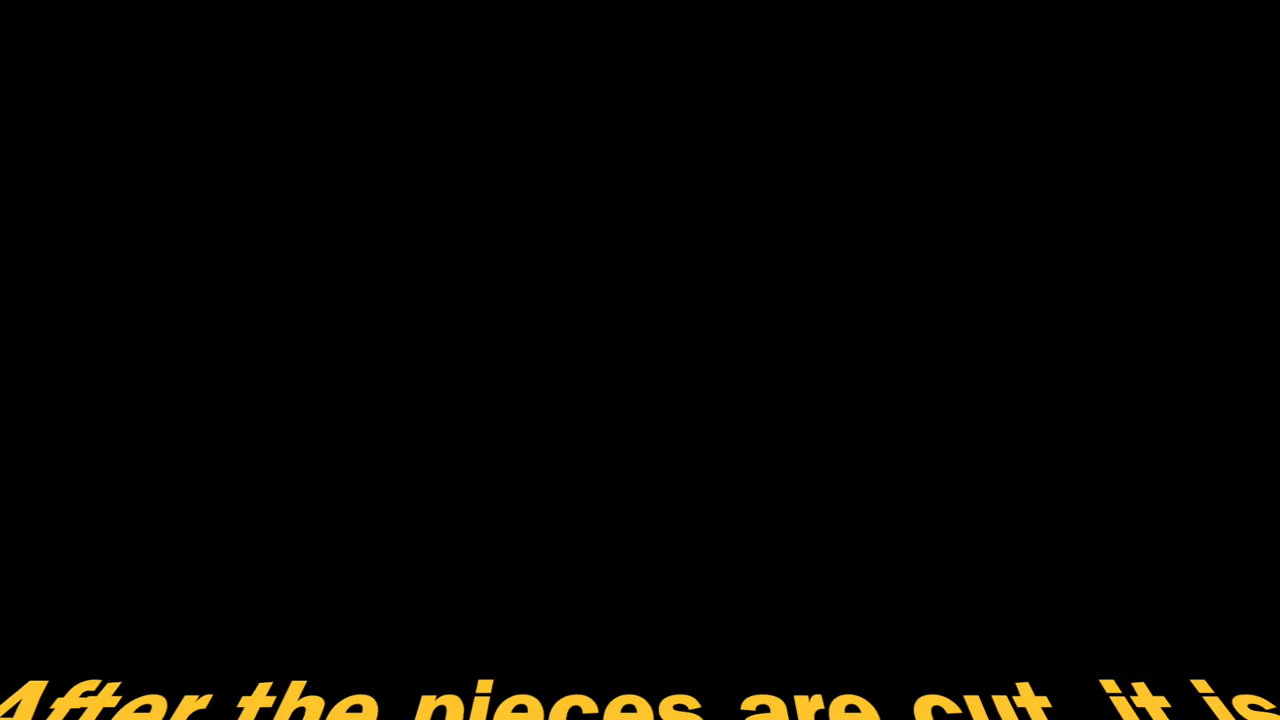 After the pieces are cut, it is